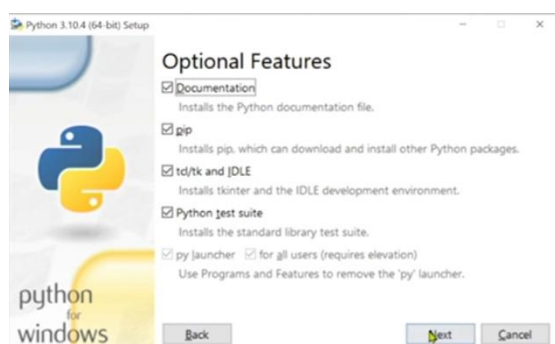 Python 3.10.4 (64-bit) Setup
Optional Features
Documentation
Installs the Python documentation file.
pip
Installs pip, which can download and install other Python packages.
tcl/tk and IDLE
Installs tkinter and the IDLE development environment.
Python test suite
Installs the standard library test suite.
py launcher for all users (requires elevation)
Use Programs and Features to remove the 'py' launcher.
python
for
windows
Back Next Cancel